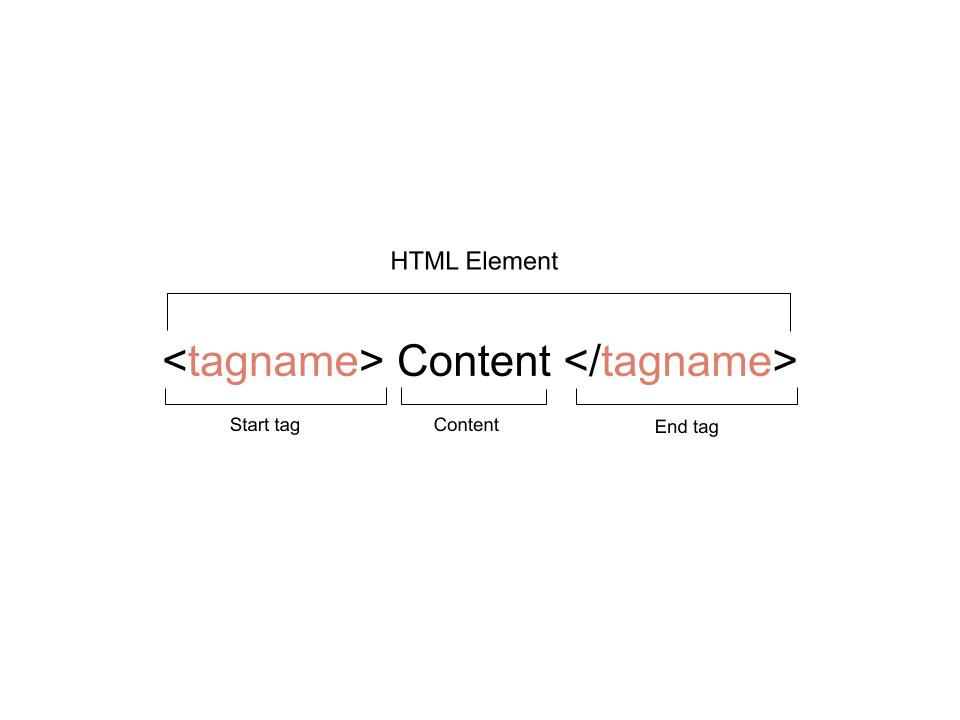 HTML Element
<tagname> Content </tagname>
Start tag Content End tag